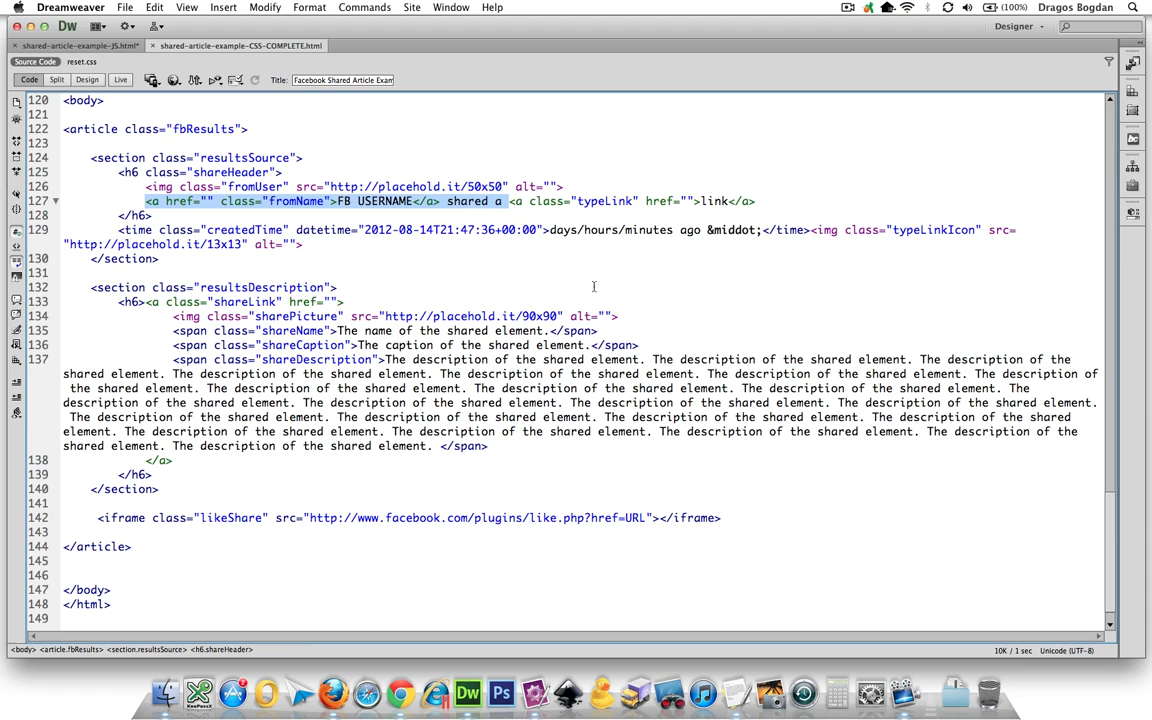 Dreamweaver File Edit View Insert Modify Format Commands Site Window Help (100%) Dragos Bogdan
Dw Designer
shared-article-example-JS.html* shared-article-example-CSS-COMPLETE.html
Source Code reset.css
Code Split Design Live Title: Facebook Shared Article Exam
120 <body>
121
122 <article class="fbResults">
123
124 <section class="resultsSource">
125 <h6 class="shareHeader">
126 <img class="fromUser" src="http://placehold.it/50x50" alt="">
127 <a href="" class="fromName">FB USERNAME</a> shared a <a class="typeLink" href="">link</a>
128 </h6>
129 <time class="createdTime" datetime="2012-08-14T21:47:36+00:00">days/hours/minutes ago &middot;</time><img class="typeLinkIcon" src=
"http://placehold.it/13x13" alt="">
130 </section>
131
132 <section class="resultsDescription">
133 <h6><a class="shareLink" href="">
134 <img class="sharePicture" src="http://placehold.it/90x90" alt="">
135 <span class="shareName">The name of the shared element.</span>
136 <span class="shareCaption">The caption of the shared element.</span>
137 <span class="shareDescription">The description of the shared element. The description of the shared element. The description of the
shared element. The description of the shared element. The description of the shared element. The description of the shared element. The description of
the shared element. The description of the shared element. The description of the shared element. The description of the shared element. The
description of the shared element. The description of the shared element. The description of the shared element. The description of the shared element.
The description of the shared element. The description of the shared element. The description of the shared element. The description of the shared
element. The description of the shared element. The description of the shared element. The description of the shared element. The description of the
shared element. The description of the shared element. </span>
138 </a>
139 </h6>
140 </section>
141
142 <iframe class="likeShare" src="http://www.facebook.com/plugins/like.php?href=URL"></iframe>
143
144 </article>
145
146
147 </body>
148 </html>
149
<body> <article.fbResults> <section.resultsSource> <h6.shareHeader> 10K / 1 sec Unicode (UTF-8)
2 Dw Ps